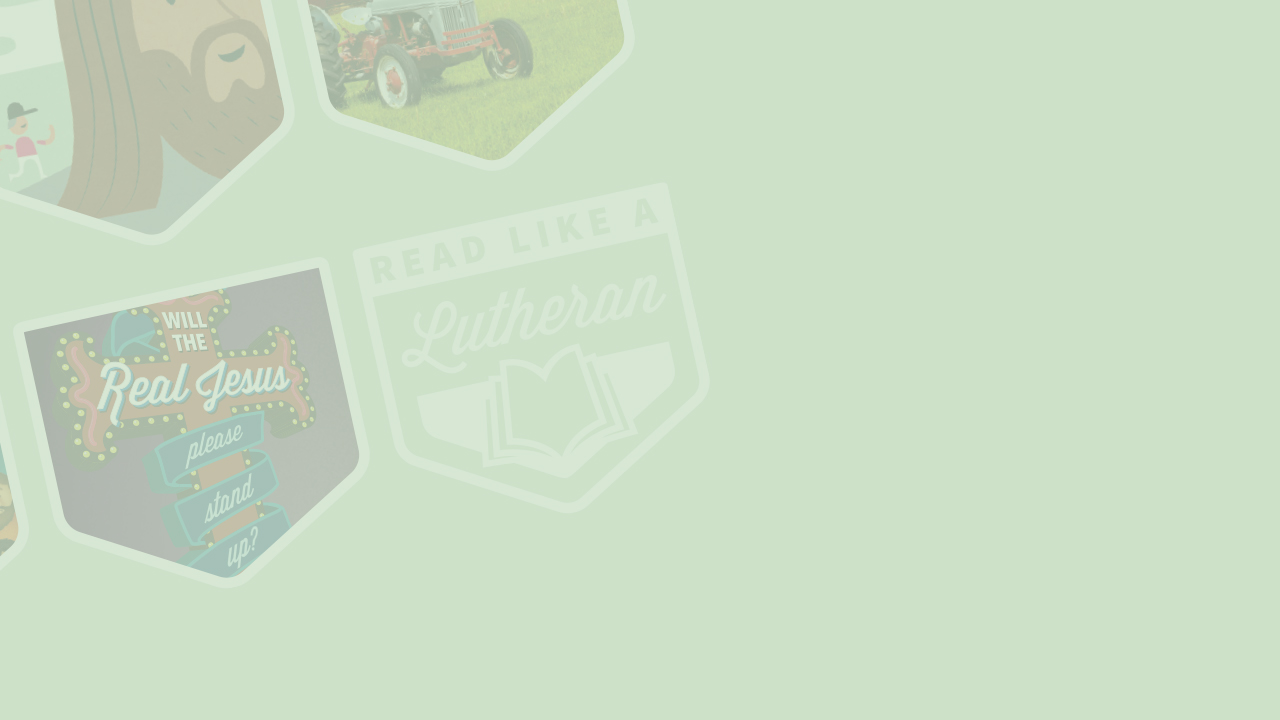 READ LIKE A
Lutheran
WILL
THE
Real Jesus
please
stand
up?